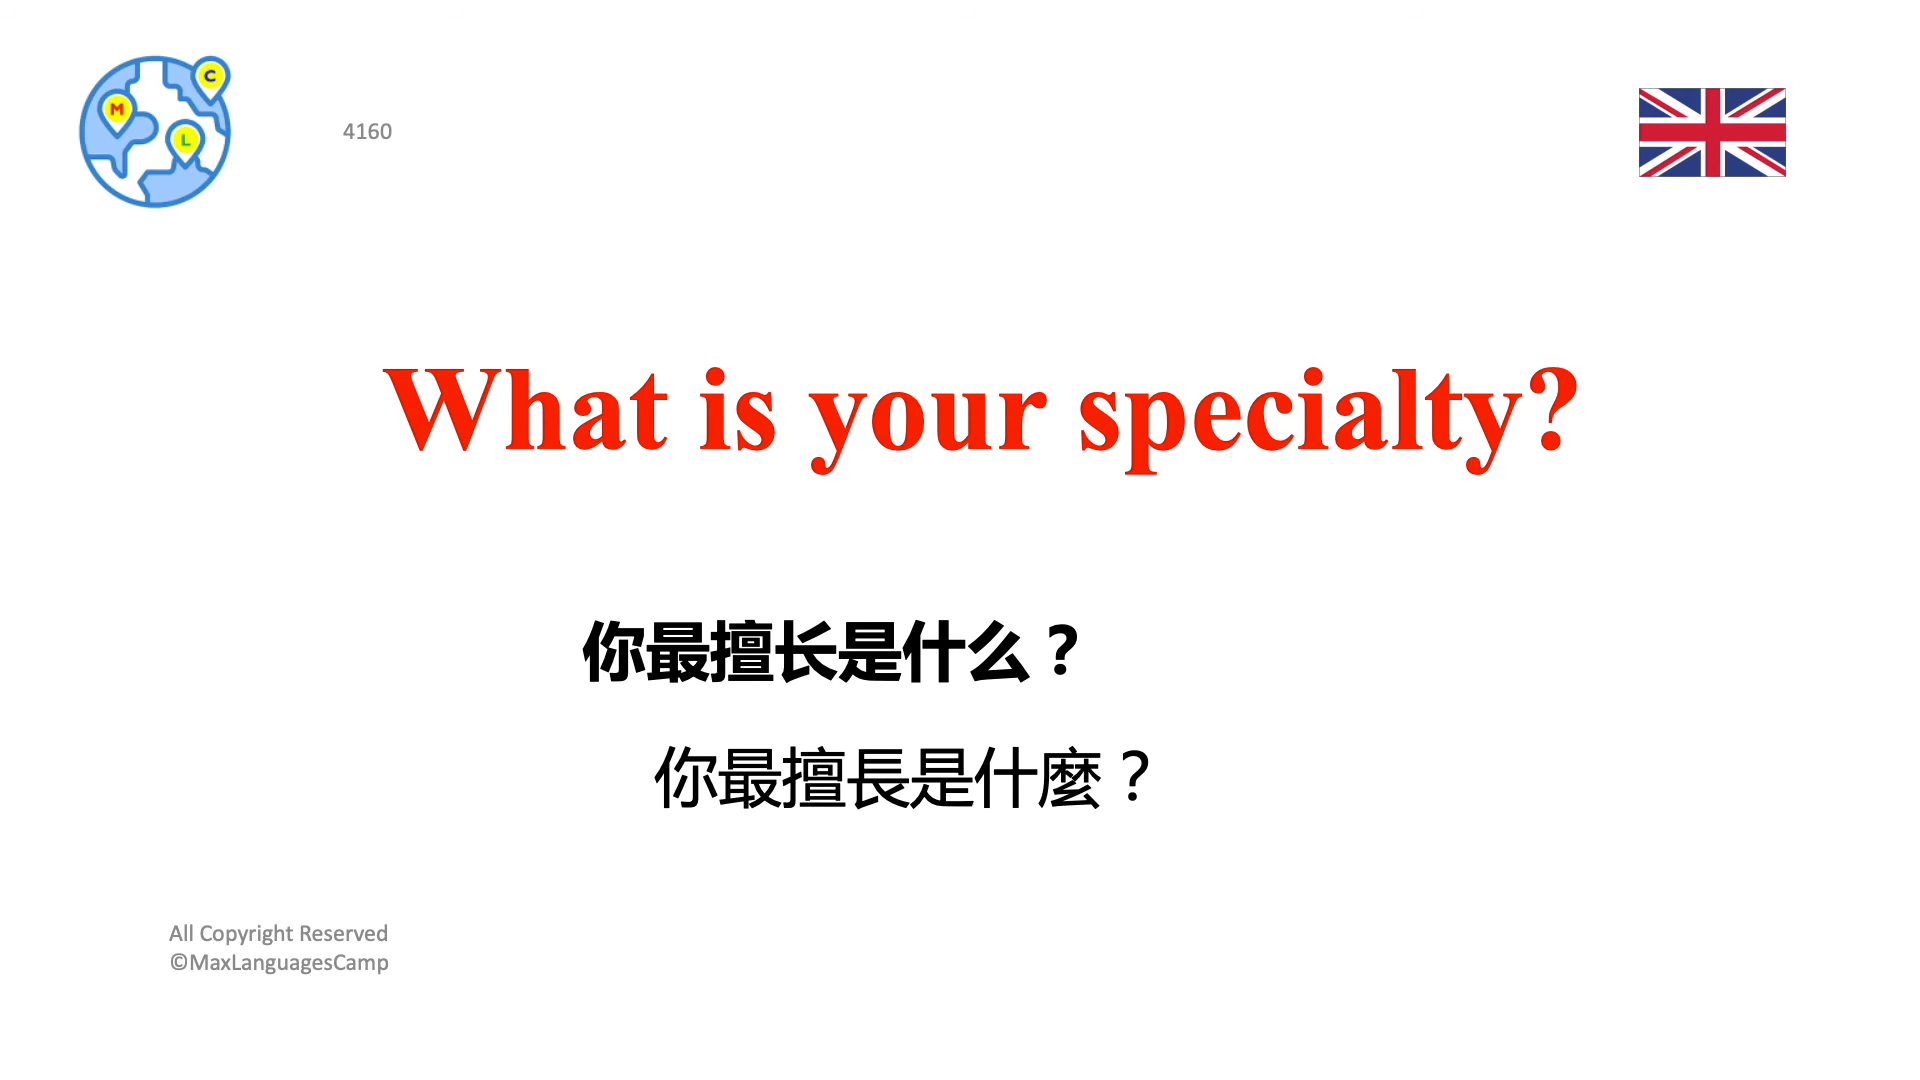 C
M
L
4160
What is your specialty?
你最擅长是什么？
你最擅長是什麼？
All Copyright Reserved
©MaxLanguagesCamp